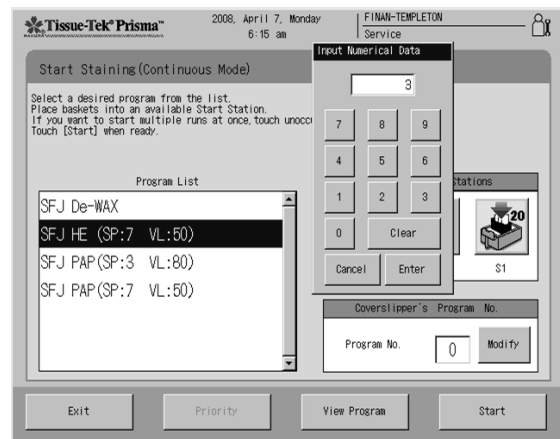 Tissue-Tek® Prisma™
2008, April 7, Monday
6:15 am
FINAN-TEMPLETON
Service
Input Numerical Data
3
7 8 9
4 5 6
1 2 3
0 Clear
Cancel Enter
Start Staining(Continuous Mode)
Select a desired program from the list.
Place baskets into an available Start Station.
If you want to start multiple runs at once, touch
Touch [Start] when ready.
Program List
SFJ De-WAX
SFJ HE (SP:7 VL:50)
SFJ PAP(SP:3 VL:80)
SFJ PAP(SP:7 VL:50)
Stations
20
S1
Coverslipper's Program No.
Program No. 0 Modify
Exit Priority View Program Start